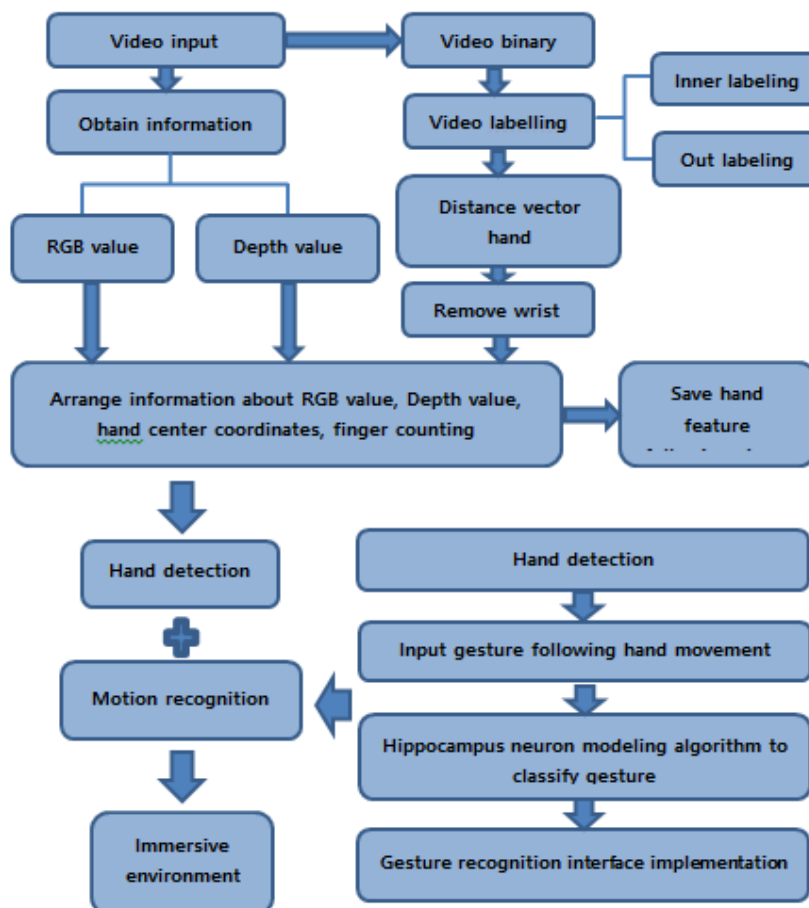 Video input
Video binary
Inner labeling
Obtain information
Video labelling
Out labeling
Distance vector
hand
RGB value
Depth value
Remove wrist
Arrange information about RGB value, Depth value,
hand center coordinates, finger counting
Save hand
feature
Hand detection
Hand detection
Input gesture following hand movement
Motion recognition
Hippocampus neuron modeling algorithm to
classify gesture
Immersive
environment
Gesture recognition interface implementation